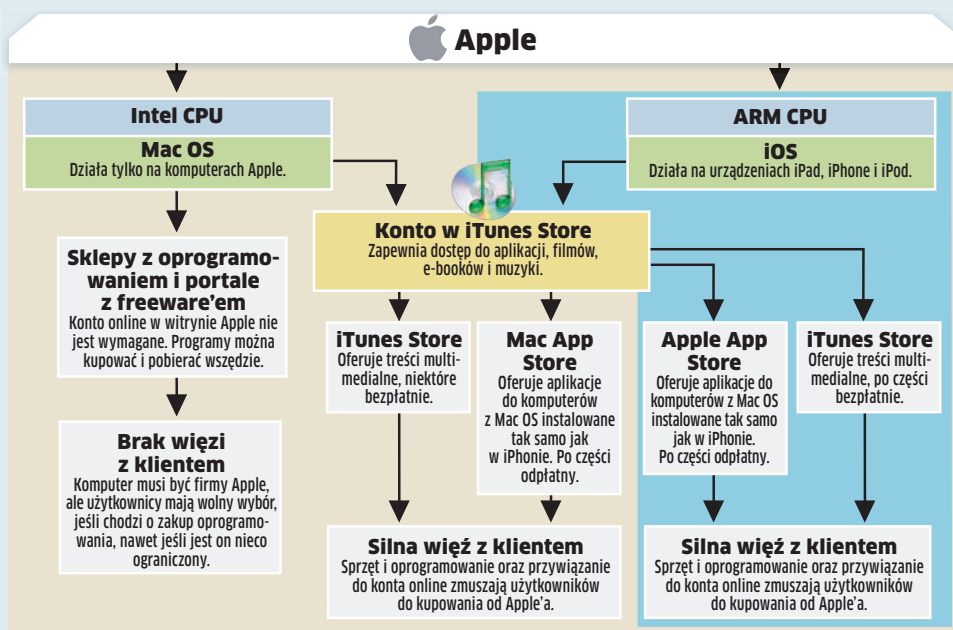 Apple
Intel CPU
Mac OS
Działa tylko na komputerach Apple.
ARM CPU
iOS
Działa na urządzeniach iPad, iPhone i iPod.
Konto w iTunes Store
Zapewnia dostęp do aplikacji, filmów,
e-booków i muzyki.
Sklepy z oprogramo-
waniem i portale
z freeware'em
Konto online w witrynie Apple nie
jest wymagane. Programy można
kupować i pobierać wszędzie.
iTunes Store
Oferuje treści multi-
medialne, niektóre
bezpłatnie.
Mac App
Store
Oferuje aplikacje
do komputerów
z Mac OS instalowane
tak samo jak
w iPhonie. Po części
odpłatny.
Apple App
Store
Oferuje aplikacje do
komputerów z Mac OS
instalowane tak samo
jak w iPhonie.
Po części odpłatny.
iTunes Store
Oferuje treści multi-
medialne, po części
bezpłatnie.
Brak więzi
z klientem
Komputer musi być firmy Apple,
ale użytkownicy mają wolny wybór,
jeśli chodzi o zakup oprogramo-
wania, nawet jeśli jest on nieco
ograniczony.
Silna więź z klientem
Sprzęt i oprogramowanie oraz przywiązanie
do konta online zmuszają użytkowników
do kupowania od Apple'a.
Silna więź z klientem
Sprzęt i oprogramowanie oraz przywiązanie
do konta online zmuszają użytkowników
do kupowania od Apple'a.